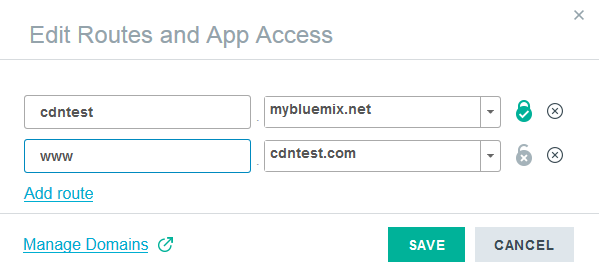 Edit Routes and App Access
cdntest . mybluemix.net
www . cdntest.com
Add route
Manage Domains SAVE CANCEL